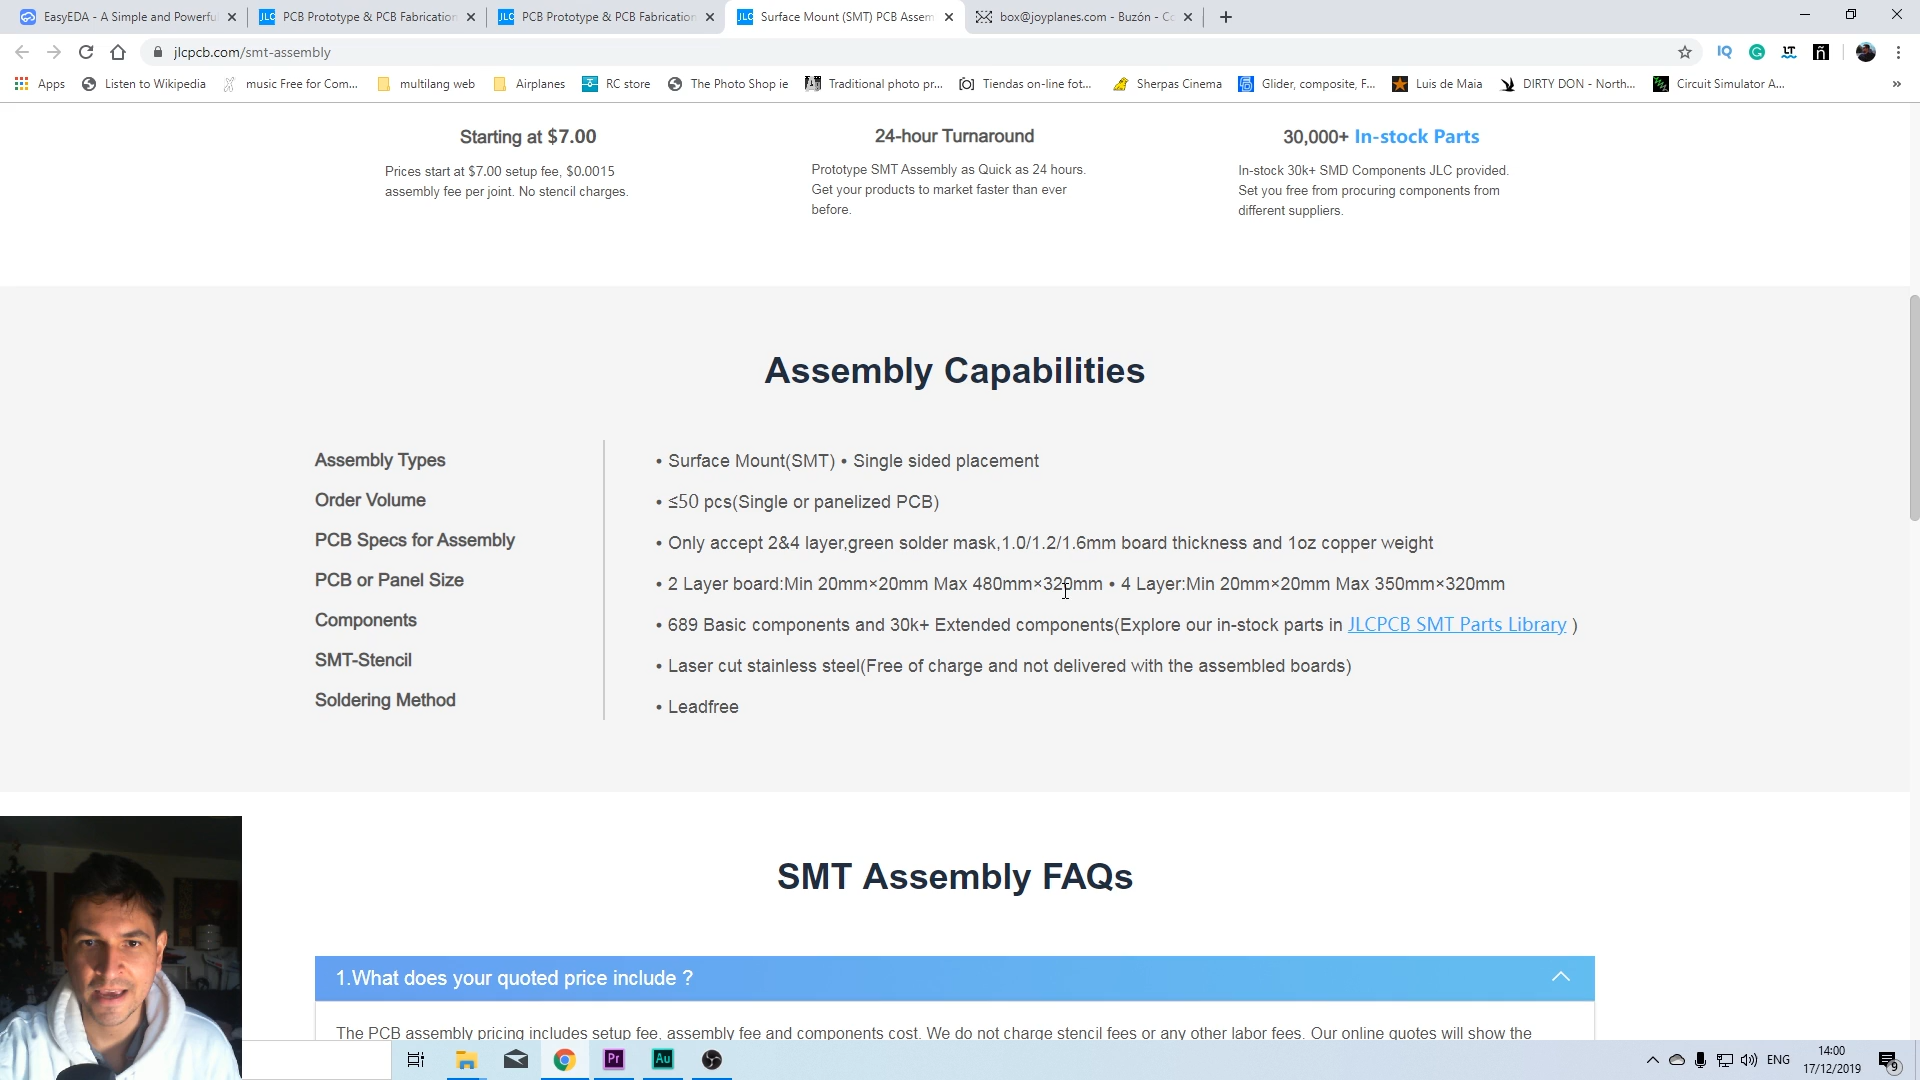 EasyEDA - A Simple and Powerfu
PCB Prototype & PCB Fabrication
PCB Prototype & PCB Fabrication
Surface Mount (SMT) PCB Assem
box@joyplanes.com - Buzón - Co
jlcpcb.com/smt-assembly
Apps
Listen to Wikipedia
music Free for Com...
multilang web
Airplanes
RC store
The Photo Shop ie
Traditional photo pr...
Tiendas on-line fot...
Sherpas Cinema
Glider, composite, F...
Luis de Maia
DIRTY DON - North...
Circuit Simulator A...
Starting at $7.00
Prices start at $7.00 setup fee, $0.0015
assembly fee per joint. No stencil charges.
24-hour Turnaround
Prototype SMT Assembly as Quick as 24 hours.
Get your products to market faster than ever
before.
30,000+ In-stock Parts
In-stock 30k+ SMD Components JLC provided.
Set you free from procuring components from
different suppliers.
Assembly Capabilities
Assembly Types
• Surface Mount(SMT) • Single sided placement
Order Volume
• ≤50 pcs(Single or panelized PCB)
PCB Specs for Assembly
• Only accept 2&4 layer,green solder mask,1.0/1.2/1.6mm board thickness and 1oz copper weight
PCB or Panel Size
• 2 Layer board:Min 20mm×20mm Max 480mm×320mm • 4 Layer:Min 20mm×20mm Max 350mm×320mm
Components
• 689 Basic components and 30k+ Extended components(Explore our in-stock parts in JLCPCB SMT Parts Library )
SMT-Stencil
• Laser cut stainless steel(Free of charge and not delivered with the assembled boards)
Soldering Method
• Leadfree
SMT Assembly FAQs
1.What does your quoted price include ?
The PCB assembly pricing includes setup fee, assembly fee and components cost. We do not charge stencil fees or any other labor fees. Our online quotes will show the
Pr
Au
ENG
14:00
17/12/2019
9